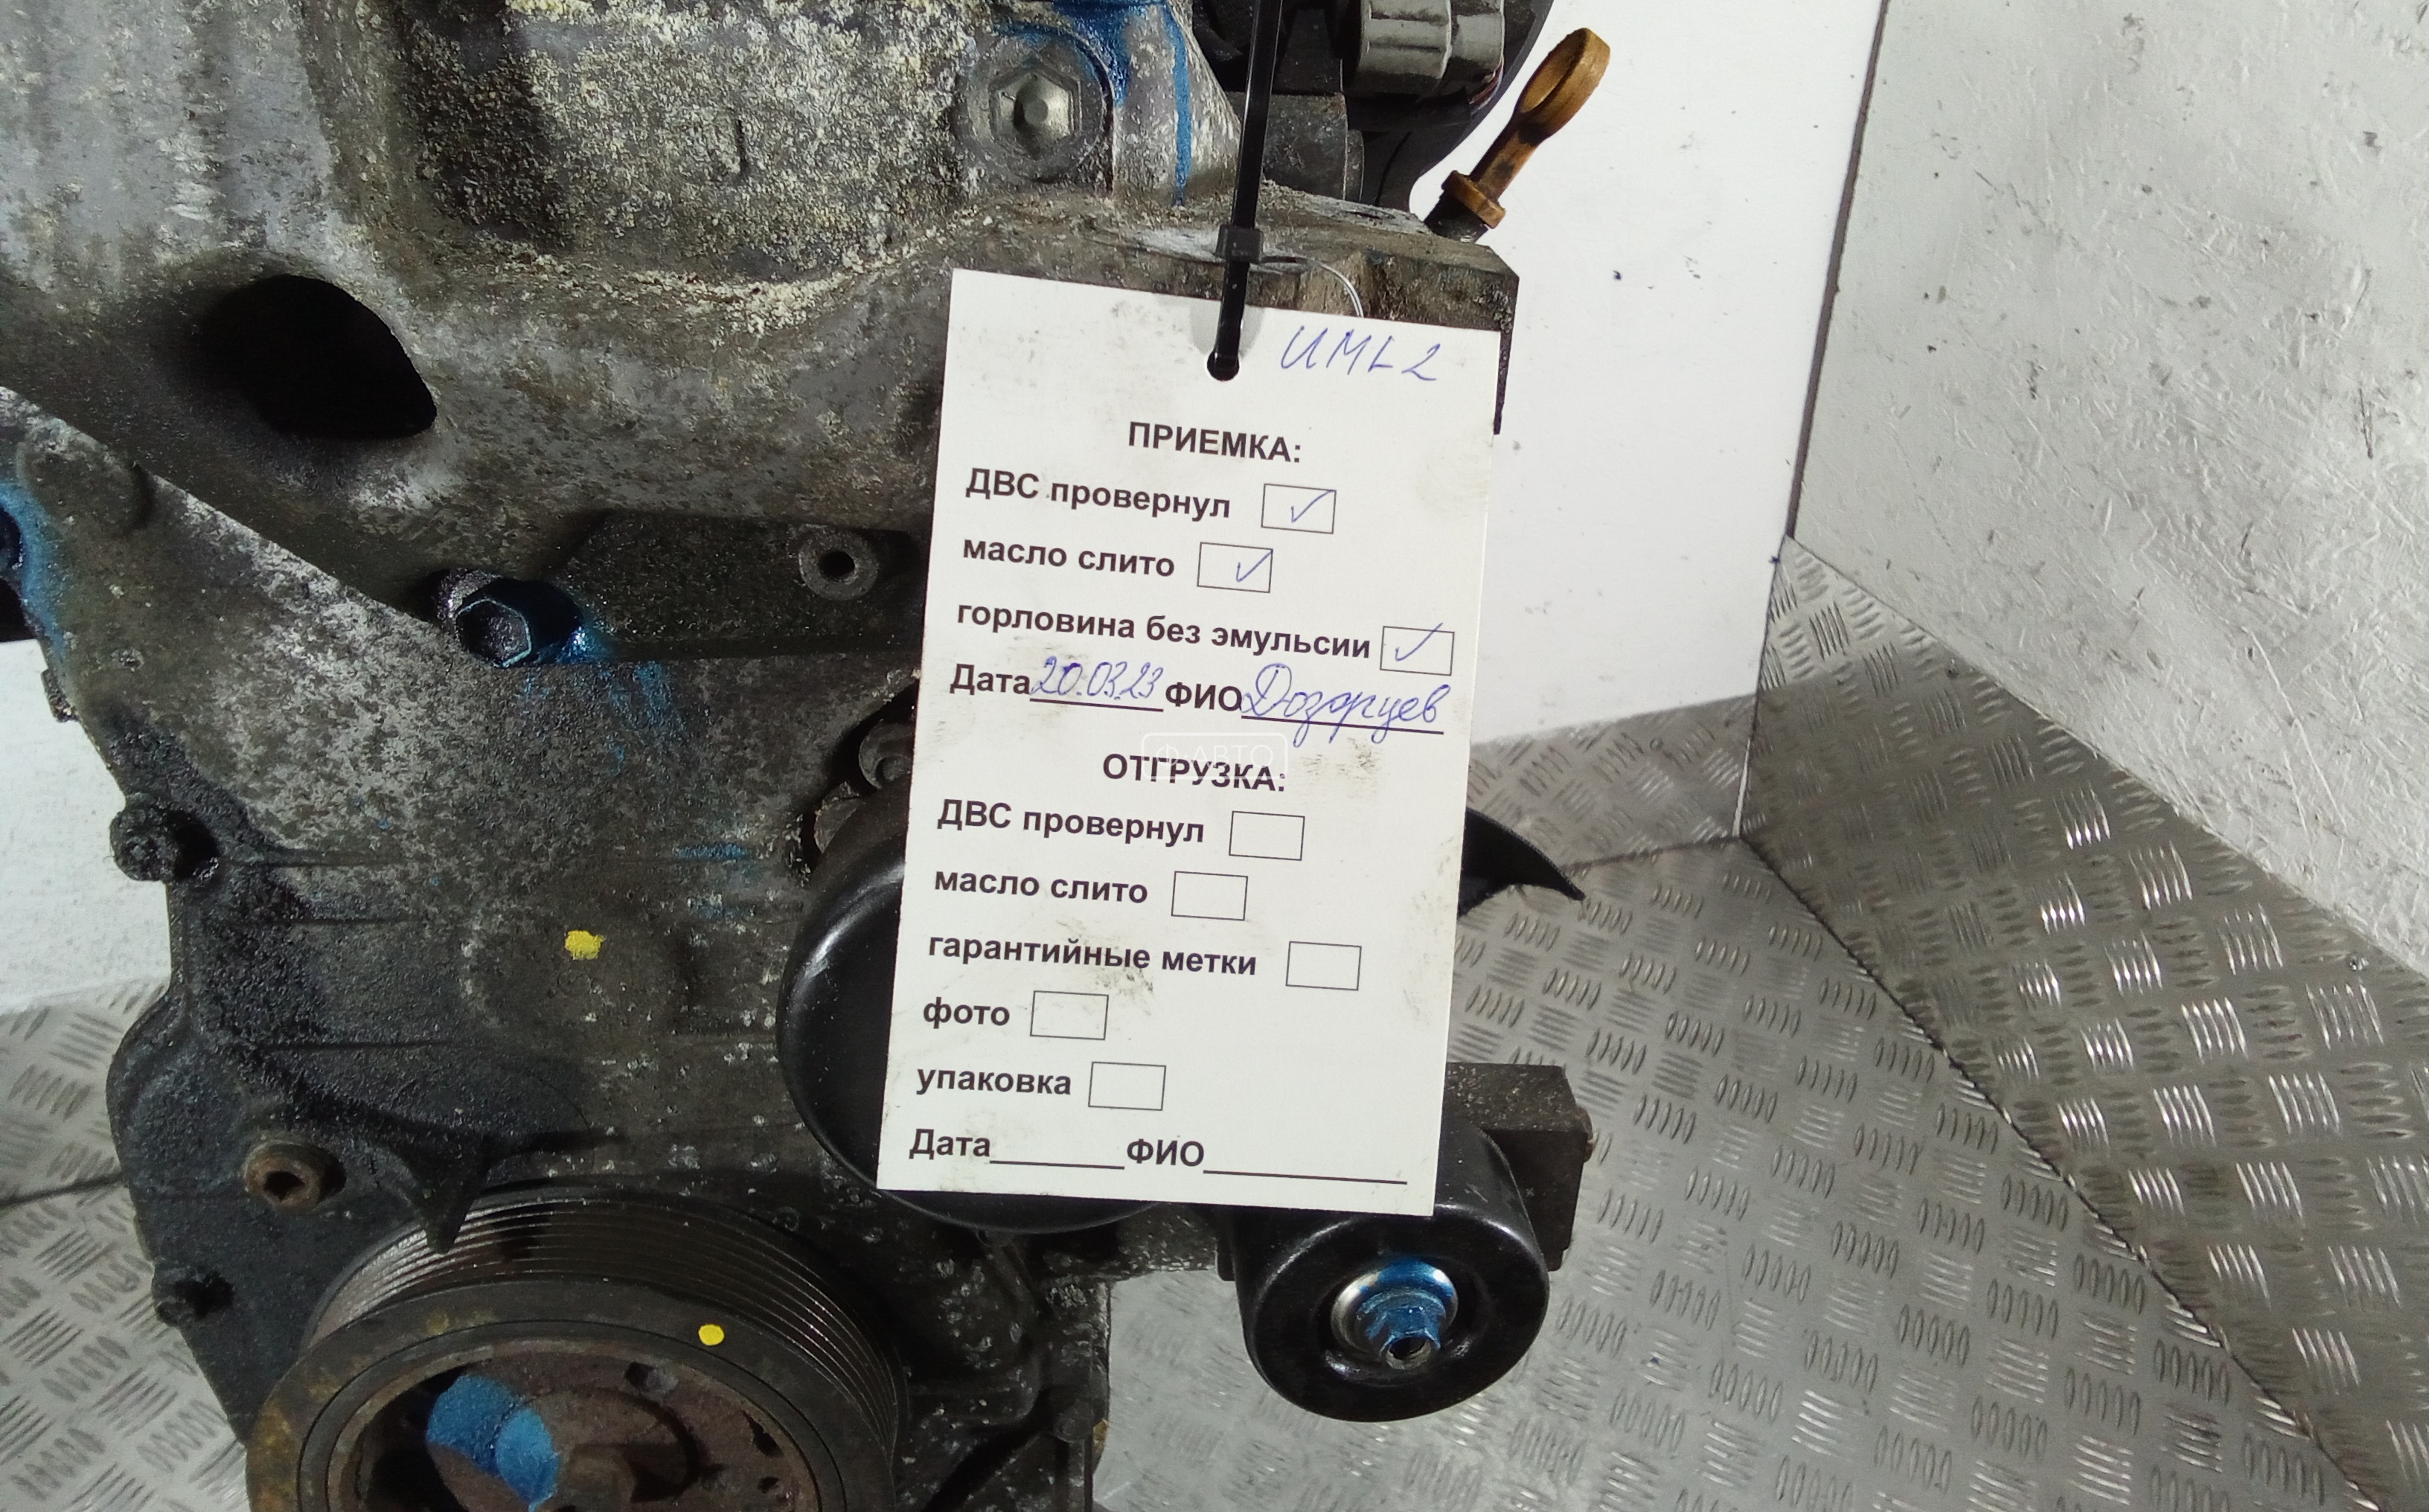 UML2
ПРИЕМКА:
ДВС провернул
масло слито
горловина без эмульсии
Дата 20.03.23 ФИО Дозорцев
Ф-АВТО
ОТГРУЗКА:
ДВС провернул
масло слито
гарантийные метки
фото
упаковка
Дата ФИО